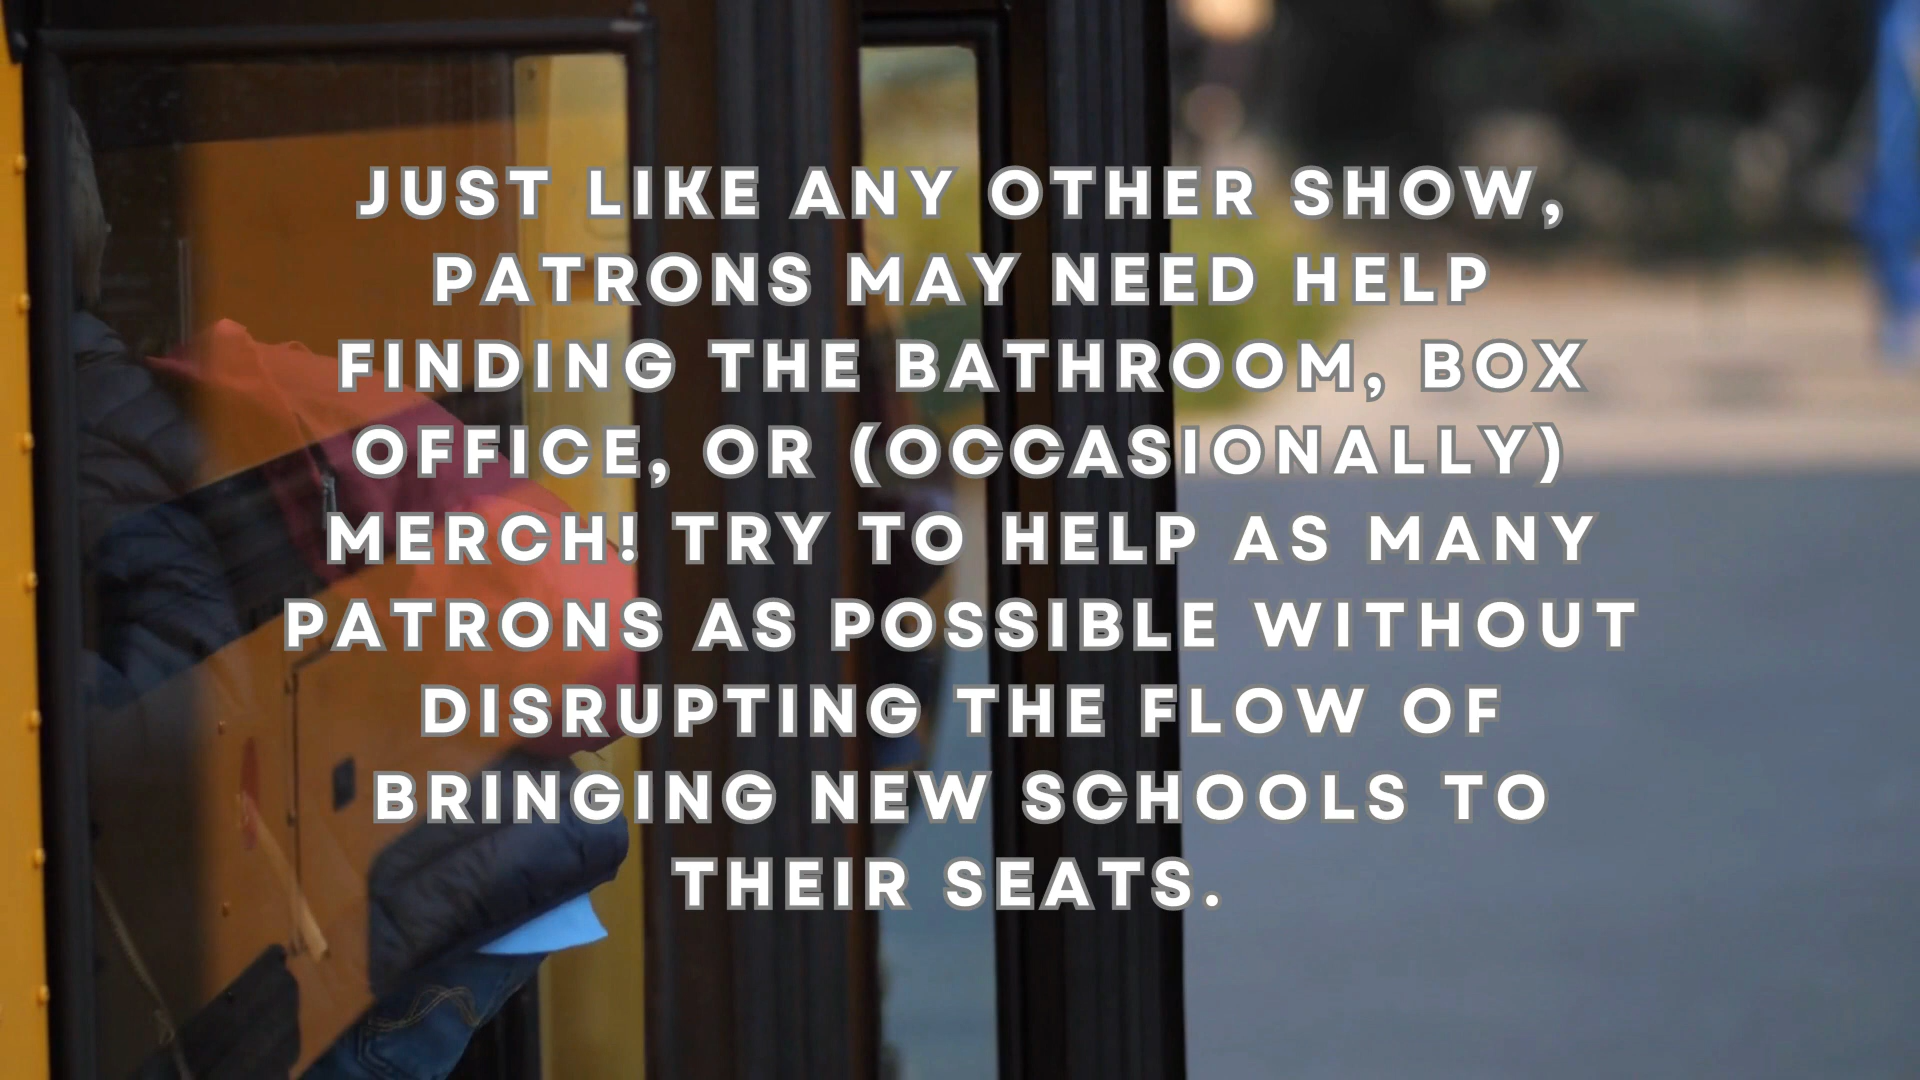 JUST LIKE ANY OTHER SHOW,
PATRONS MAY NEED HELP
FINDING THE BATHROOM, BOX
OFFICE, OR (OCCASIONALLY)
MERCH! TRY TO HELP AS MANY
PATRONS AS POSSIBLE WITHOUT
DISRUPTING THE FLOW OF
BRINGING NEW SCHOOLS TO
THEIR SEATS.